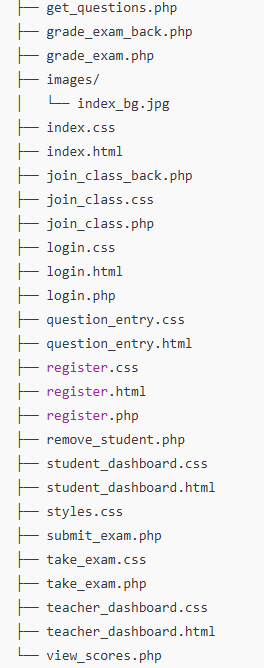 ├── get_questions.php
├── grade_exam_back.php
├── grade_exam.php
├── images/
│   └── index_bg.jpg
├── index.css
├── index.html
├── join_class_back.php
├── join_class.css
├── join_class.php
├── login.css
├── login.html
├── login.php
├── question_entry.css
├── question_entry.html
├── register.css
├── register.html
├── register.php
├── remove_student.php
├── student_dashboard.css
├── student_dashboard.html
├── styles.css
├── submit_exam.php
├── take_exam.css
├── take_exam.php
├── teacher_dashboard.css
├── teacher_dashboard.html
└── view_scores.php